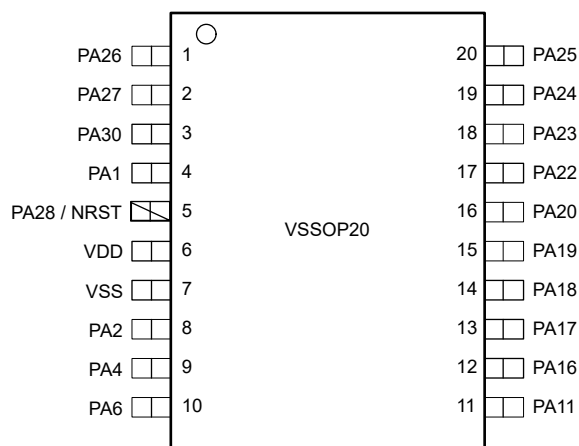 PA26 1 20 PA25
PA27 2 19 PA24
PA30 3 18 PA23
PA1 4 17 PA22
PA28 / NRST 5 16 PA20
VSSOP20
VDD 6 15 PA19
VSS 7 14 PA18
PA2 8 13 PA17
PA4 9 12 PA16
PA6 10 11 PA11